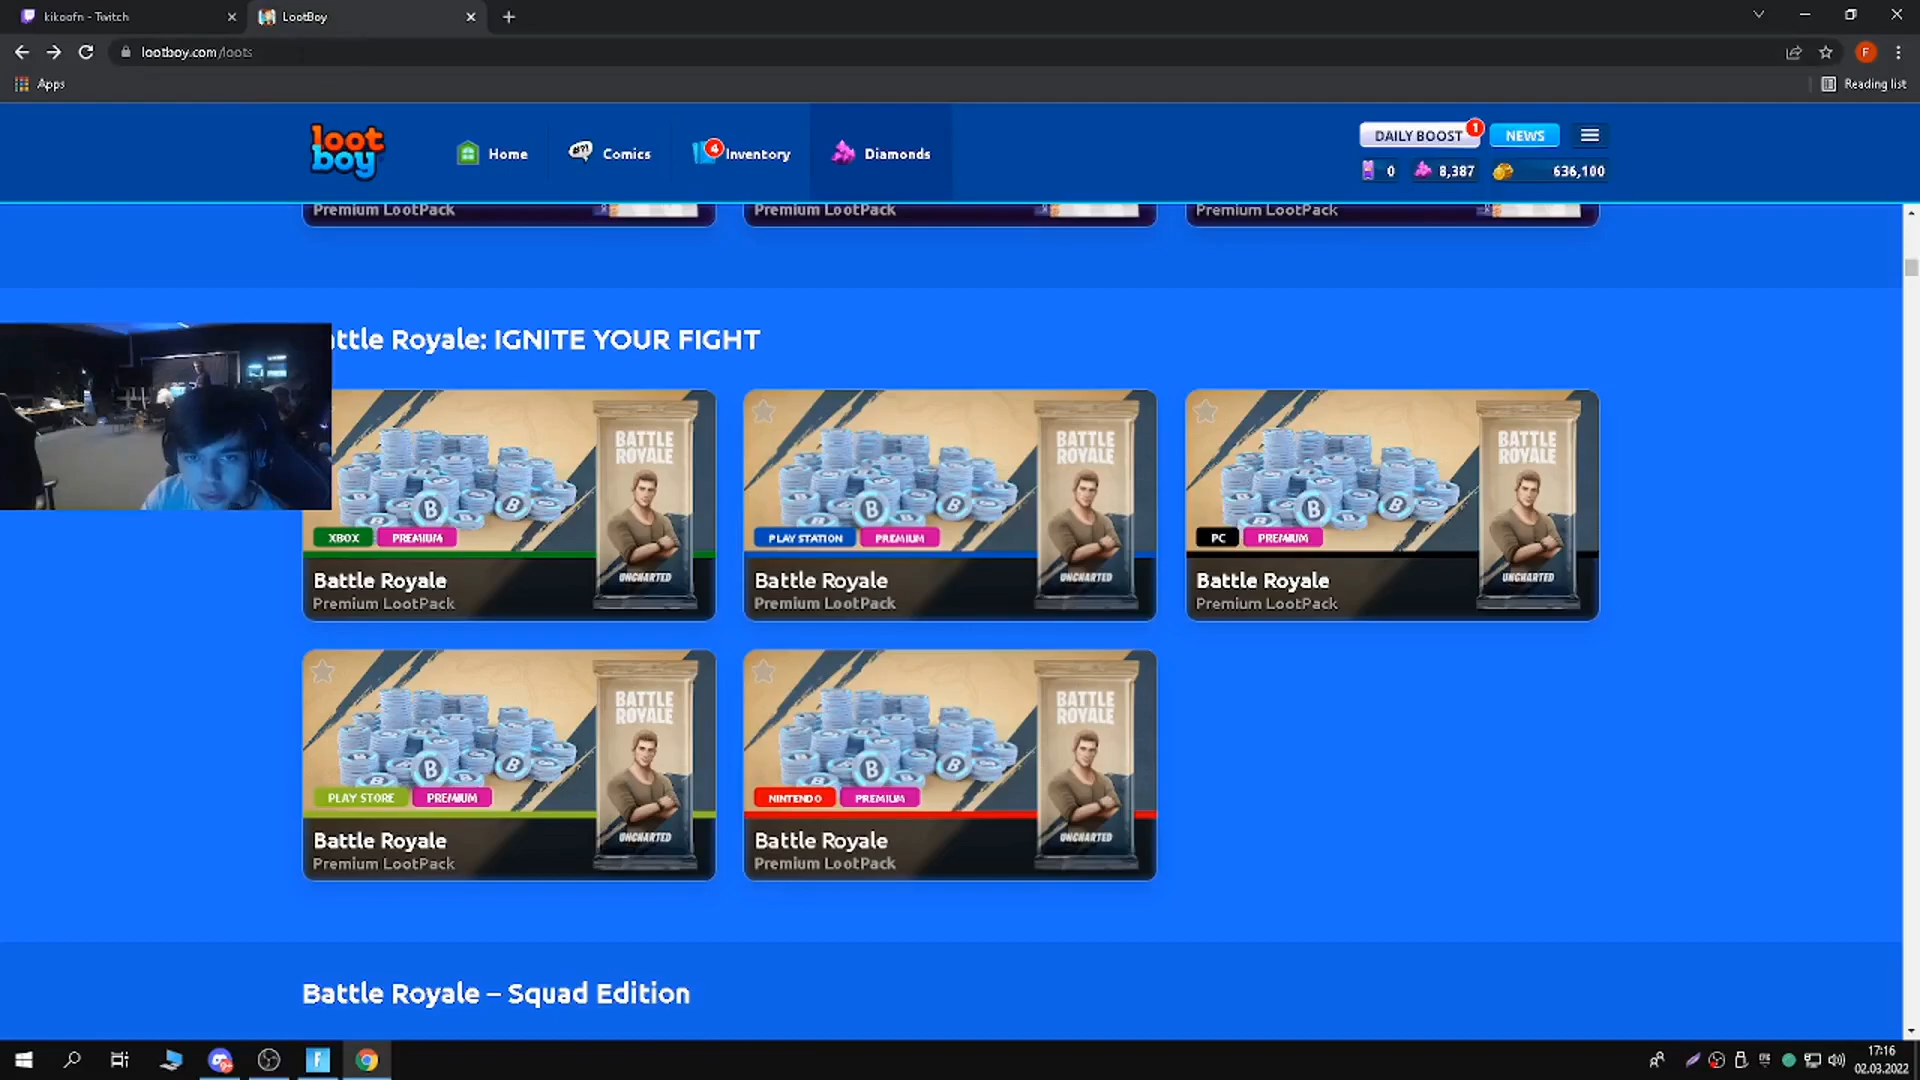 kikoofn - Twitch
LootBoy
lootboy.com/loots
F
Apps
Reading list
loot boy
Home
#?!
Comics
4
Inventory
Diamonds
DAILY BOOST
1
NEWS
0
8,387
636,100
Premium LootPack
Premium LootPack
Premium LootPack
ttle Royale: IGNITE YOUR FIGHT
BATTLE ROYALE
B
B
XBOX
PREMIUM
UNCHARTED
Battle Royale
Premium LootPack
BATTLE ROYALE
B
B
PLAY STATION
PREMIUM
UNCHARTED
Battle Royale
Premium LootPack
BATTLE ROYALE
B
B
PC
PREMIUM
UNCHARTED
Battle Royale
Premium LootPack
BATTLE ROYALE
B
B
PLAY STORE
PREMIUM
UNCHARTED
Battle Royale
Premium LootPack
BATTLE ROYALE
B
B
NINTENDO
PREMIUM
UNCHARTED
Battle Royale
Premium LootPack
Battle Royale – Squad Edition
F
17:16
02.03.2022